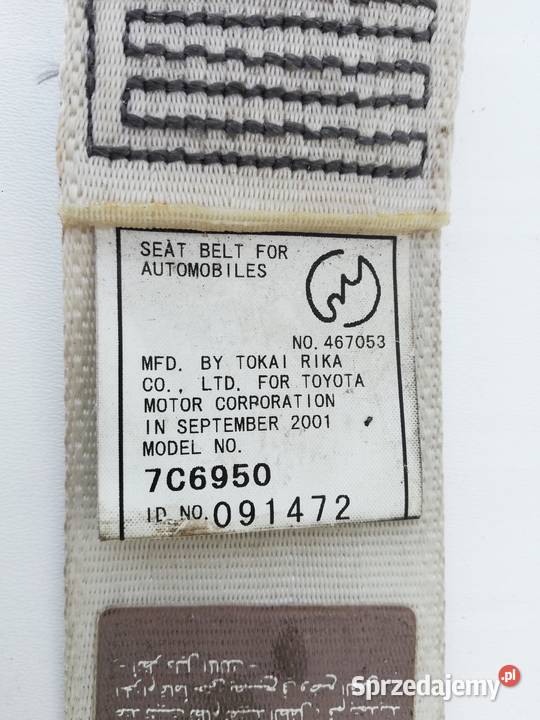 SEAT BELT FOR
AUTOMOBILES
NO. 467053
MFD. BY TOKAI RIKA
CO., LTD. FOR TOYOTA
MOTOR CORPORATION
IN SEPTEMBER 2001
MODEL NO.
7C6950
ID NO. 091472
Sprzedajemy.pl